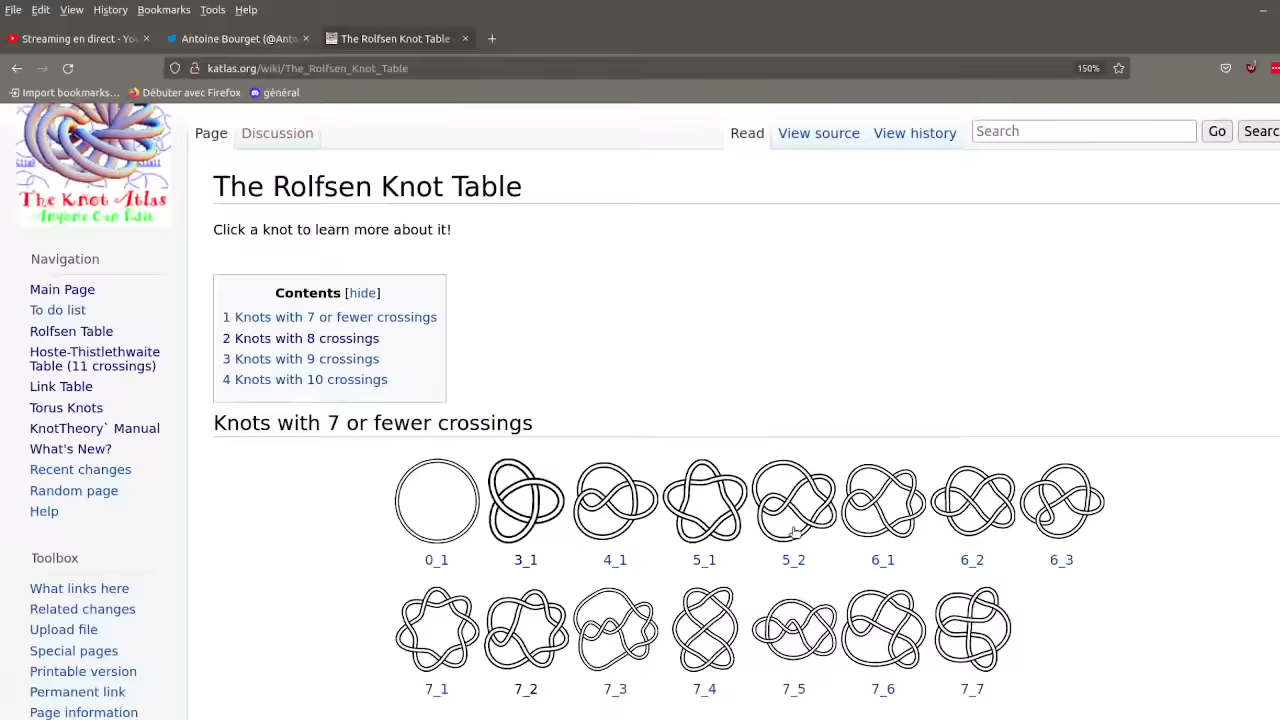 File Edit View History Bookmarks Tools Help
Streaming en direct - Yo
Antoine Bourget (@Anto
The Rolfsen Knot Table
katlas.org/wiki/The_Rolfsen_Knot_Table
150%
Import bookmarks...
Débuter avec Firefox
général
The Knot Atlas
Anyone Can Edit
Page
Discussion
Read
View source
View history
Search
Go
Searc
The Rolfsen Knot Table
Click a knot to learn more about it!
Contents [hide]
1 Knots with 7 or fewer crossings
2 Knots with 8 crossings
3 Knots with 9 crossings
4 Knots with 10 crossings
Navigation
Main Page
To do list
Rolfsen Table
Hoste-Thistlethwaite
Table (11 crossings)
Link Table
Torus Knots
KnotTheory` Manual
What's New?
Recent changes
Random page
Help
Toolbox
What links here
Related changes
Upload file
Special pages
Printable version
Permanent link
Page information
Knots with 7 or fewer crossings
0_1 3_1 4_1 5_1 5_2 6_1 6_2 6_3
7_1 7_2 7_3 7_4 7_5 7_6 7_7